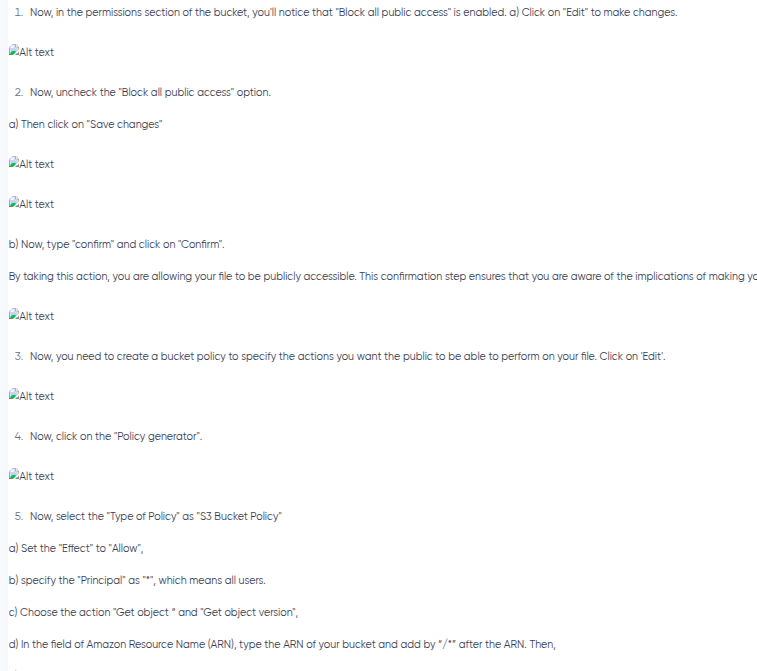 1. Now, in the permissions section of the bucket, you'll notice that "Block all public access" is enabled. a) Click on "Edit" to make changes.
Alt text
2. Now, uncheck the "Block all public access" option.
a) Then click on "Save changes"
Alt text
Alt text
b) Now, type "confirm" and click on "Confirm".
By taking this action, you are allowing your file to be publicly accessible. This confirmation step ensures that you are aware of the implications of making yo
Alt text
3. Now, you need to create a bucket policy to specify the actions you want the public to be able to perform on your file. Click on 'Edit'.
Alt text
4. Now, click on the "Policy generator".
Alt text
5. Now, select the "Type of Policy" as "S3 Bucket Policy"
a) Set the "Effect" to "Allow",
b) specify the "Principal" as "*", which means all users.
c) Choose the action "Get object " and "Get object version",
d) In the field of Amazon Resource Name (ARN), type the ARN of your bucket and add by "/*" after the ARN. Then,